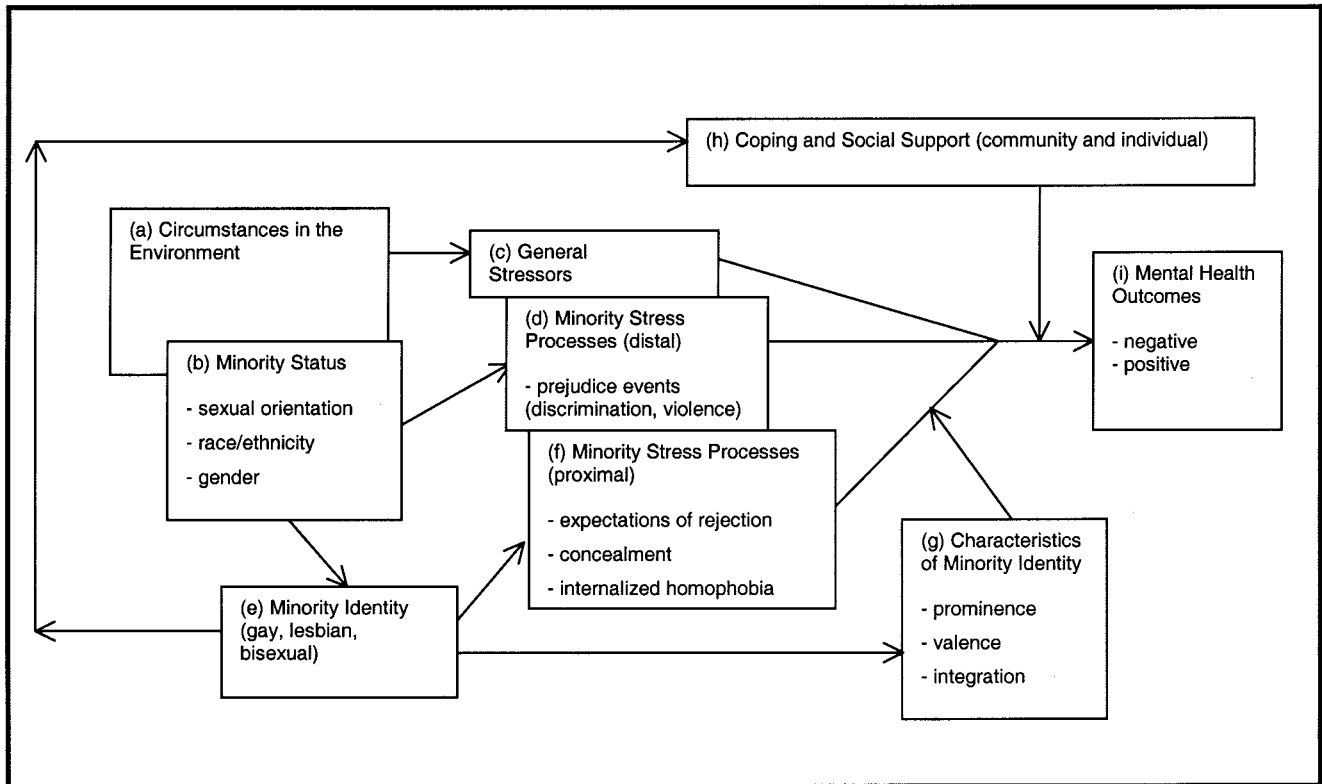 (h) Coping and Social Support (community and individual)
(a) Circumstances in the
Environment
(c) General
Stressors
(i) Mental Health
Outcomes
- negative
- positive
(d) Minority Stress
Processes (distal)
- prejudice events
(discrimination, violence)
(b) Minority Status
- sexual orientation
- race/ethnicity
- gender
(f) Minority Stress Processes
(proximal)
- expectations of rejection
- concealment
- internalized homophobia
(g) Characteristics
of Minority Identity
- prominence
- valence
- integration
(e) Minority Identity
(gay, lesbian,
bisexual)